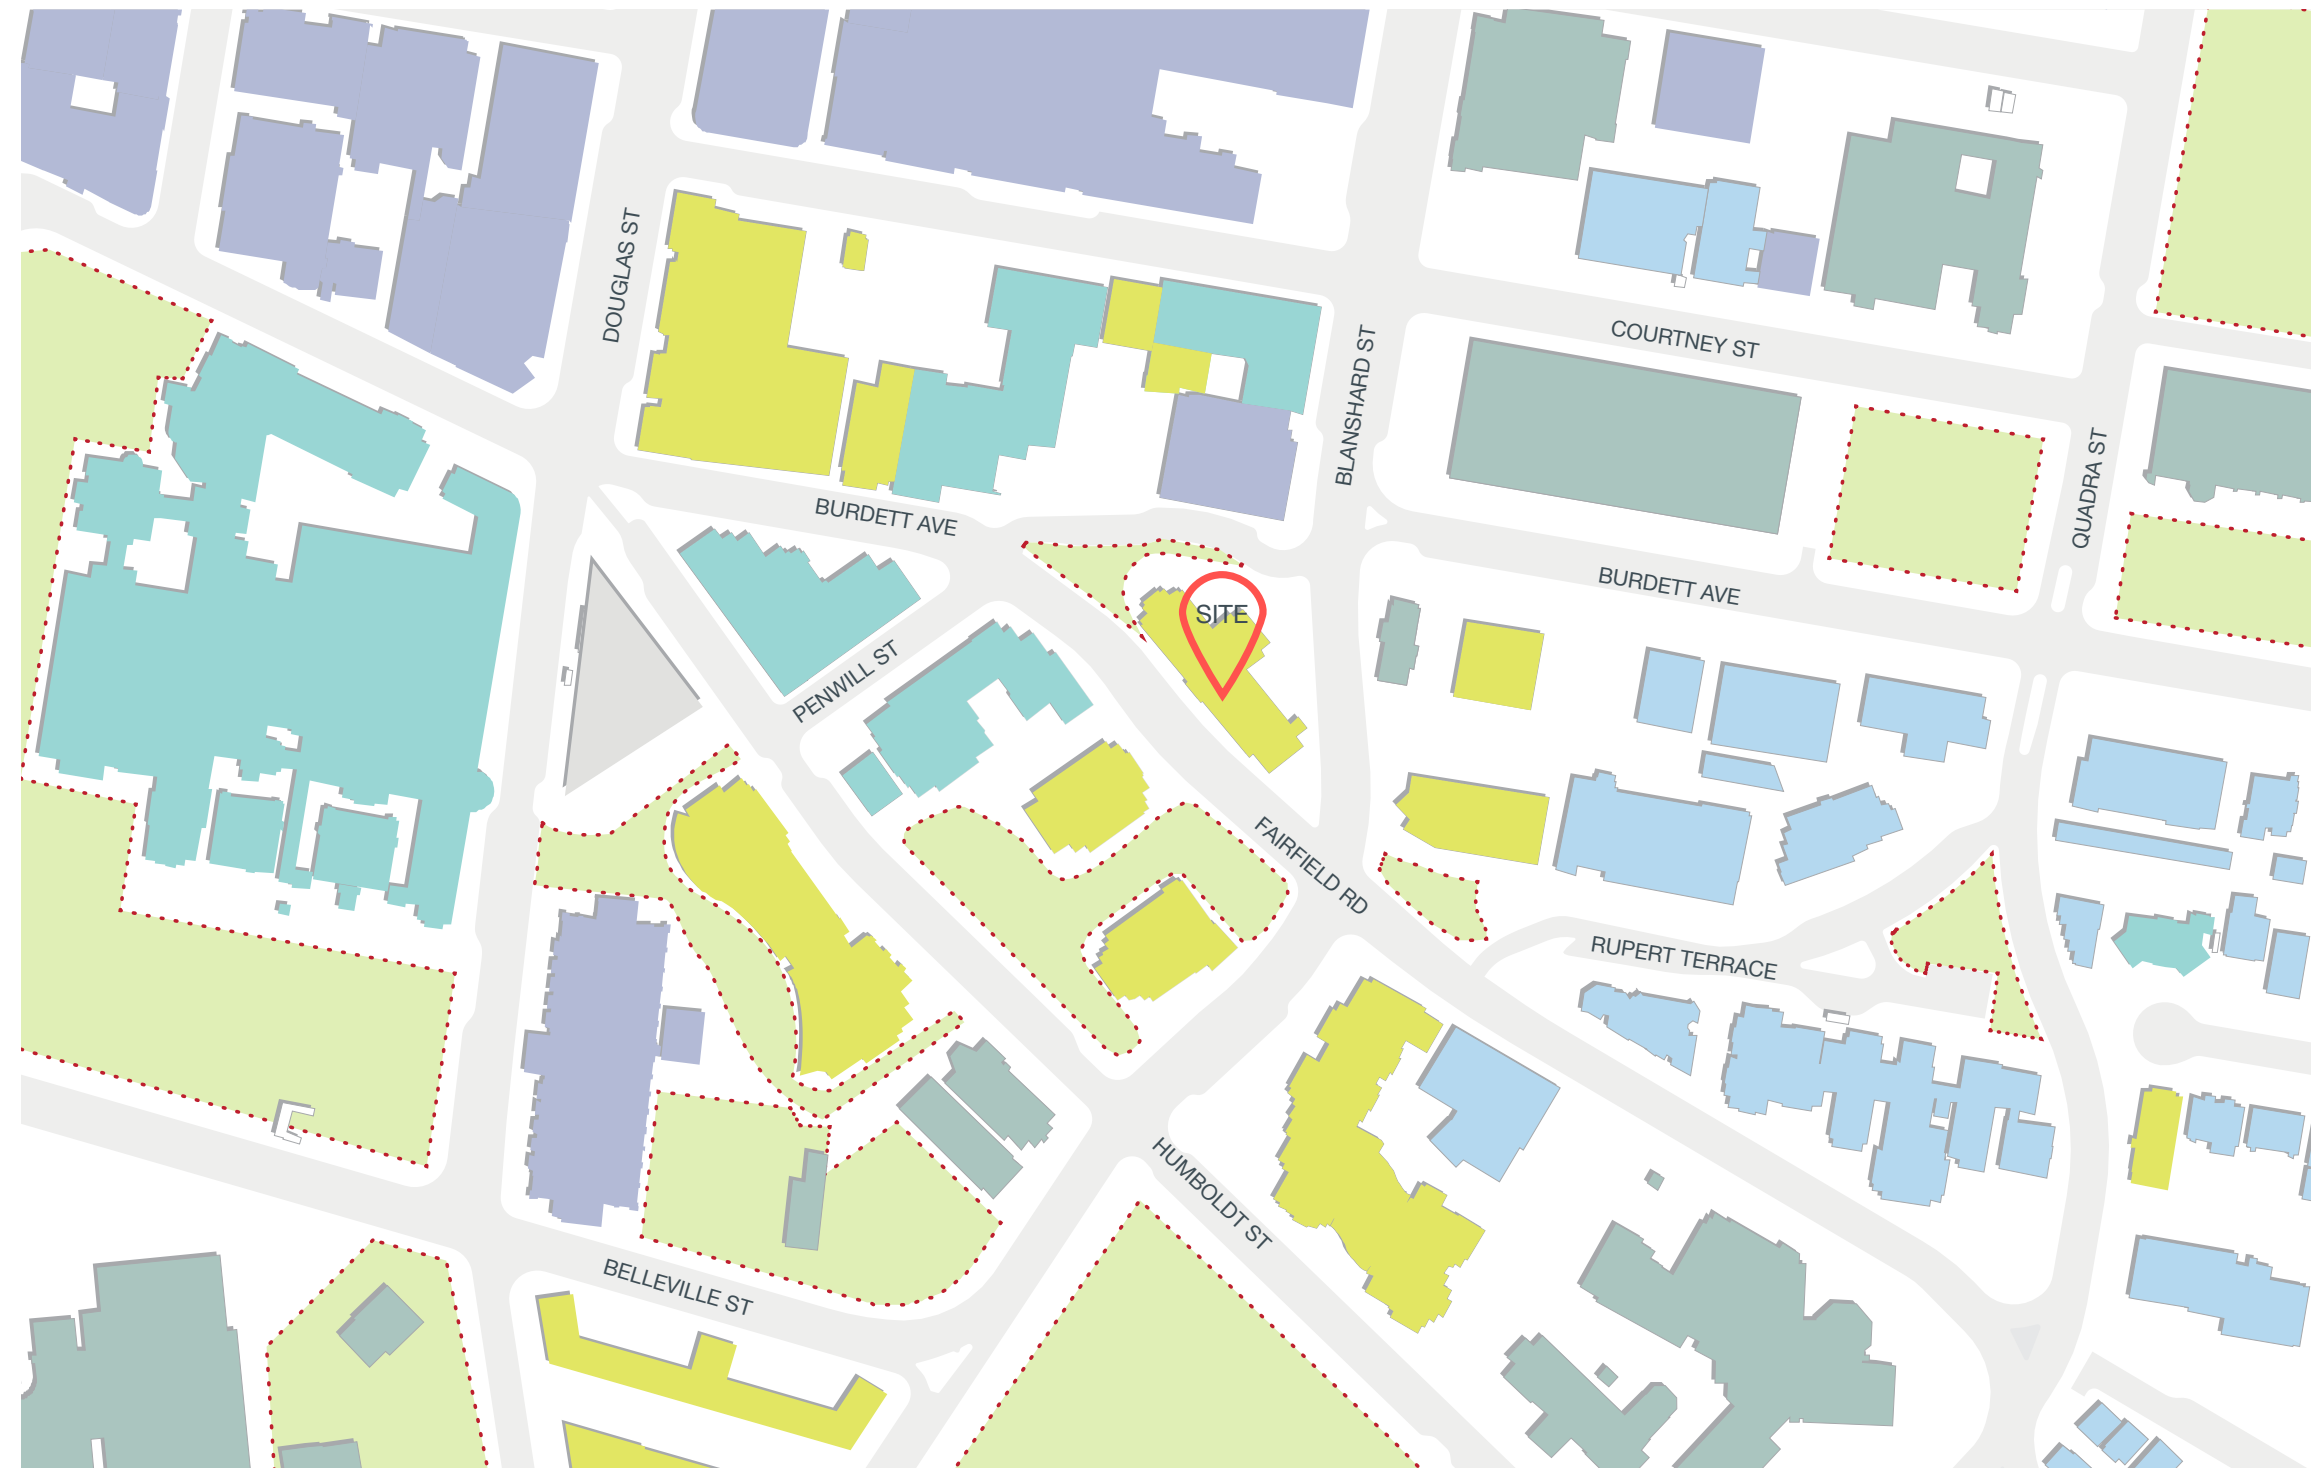 DOUGLAS ST
COURTNEY ST
BLANSHARD ST
QUADRA ST
BURDETT AVE
BURDETT AVE
SITE
PENWILL ST
FAIRFIELD RD
RUPERT TERRACE
HUMBOLDT ST
BELLEVILLE ST